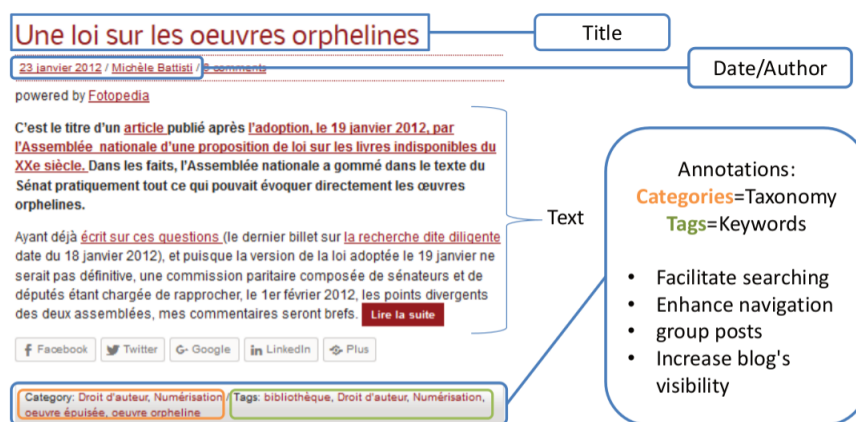 Une loi sur les oeuvres orphelines
Title
23 janvier 2012 / Michèle Battisti / 8 comments
Date/Author
powered by Fotopedia
C'est le titre d'un article publié après l'adoption, le 19 janvier 2012, par
l'Assemblée nationale d'une proposition de loi sur les livres indisponibles du
XXe siècle. Dans les faits, l'Assemblée nationale a gommé dans le texte du
Sénat pratiquement tout ce qui pouvait évoquer directement les œuvres
orphelines.
Ayant déjà écrit sur ces questions (le dernier billet sur la recherche dite diligente
date du 18 janvier 2012), et puisque la version de la loi adoptée le 19 janvier ne
serait pas définitive, une commission paritaire composée de sénateurs et de
députés étant chargée de rapprocher, le 1er février 2012, les points divergents
des deux assemblées, mes commentaires seront brefs. Lire la suite
Text
Facebook Twitter Google LinkedIn Plus
Category: Droit d'auteur, Numérisation / Tags: bibliothèque, Droit d'auteur, Numérisation,
oeuvre épuisée, oeuvre orpheline
Annotations:
Categories=Taxonomy
Tags=Keywords
• Facilitate searching
• Enhance navigation
• group posts
• Increase blog's
visibility